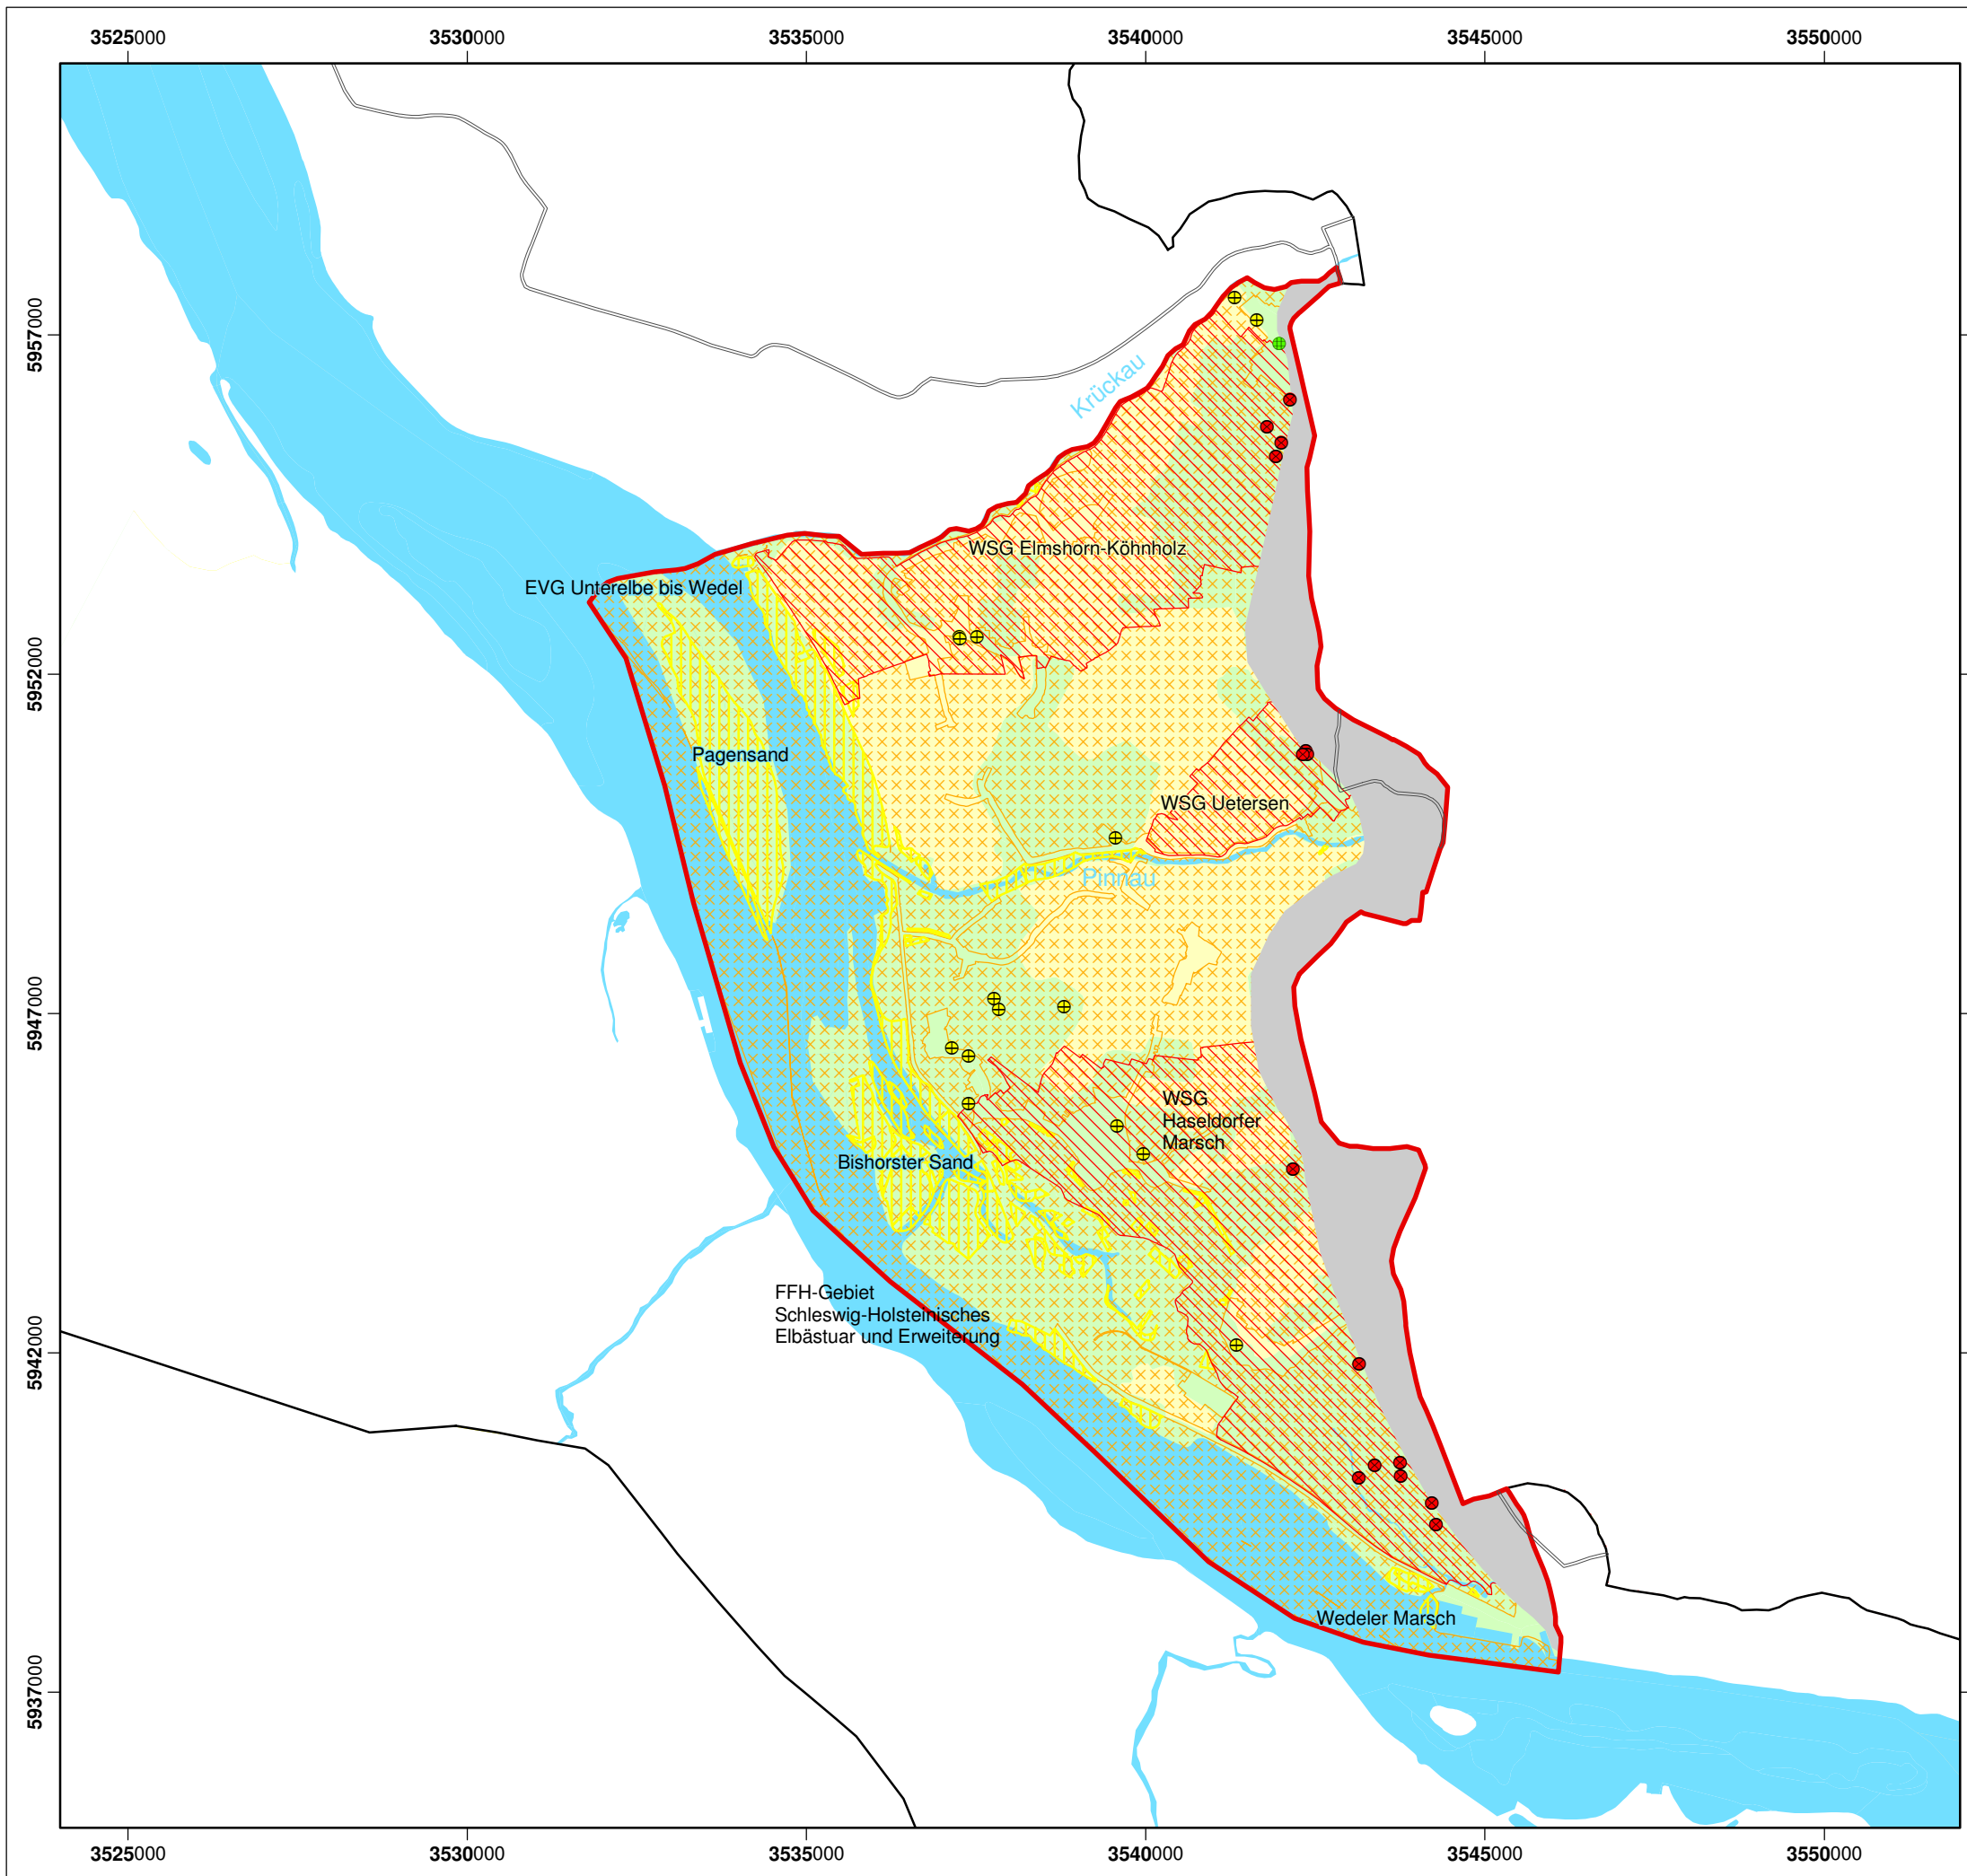 3525000 3530000 3535000 3540000 3545000 3550000
5957000
Krückau
WSG Elmshorn-Köhnholz
EVG Unterelbe bis Wedel
5952000
Pagensand
WSG Uetersen
Pinnau
5947000
WSG
Haseldorfer
Marsch
Bishorster Sand
FFH-Gebiet
Schleswig-Holsteinisches
Elbästuar und Erweiterung
5942000
Wedeler Marsch
5937000
3525000 3530000 3535000 3540000 3545000 3550000